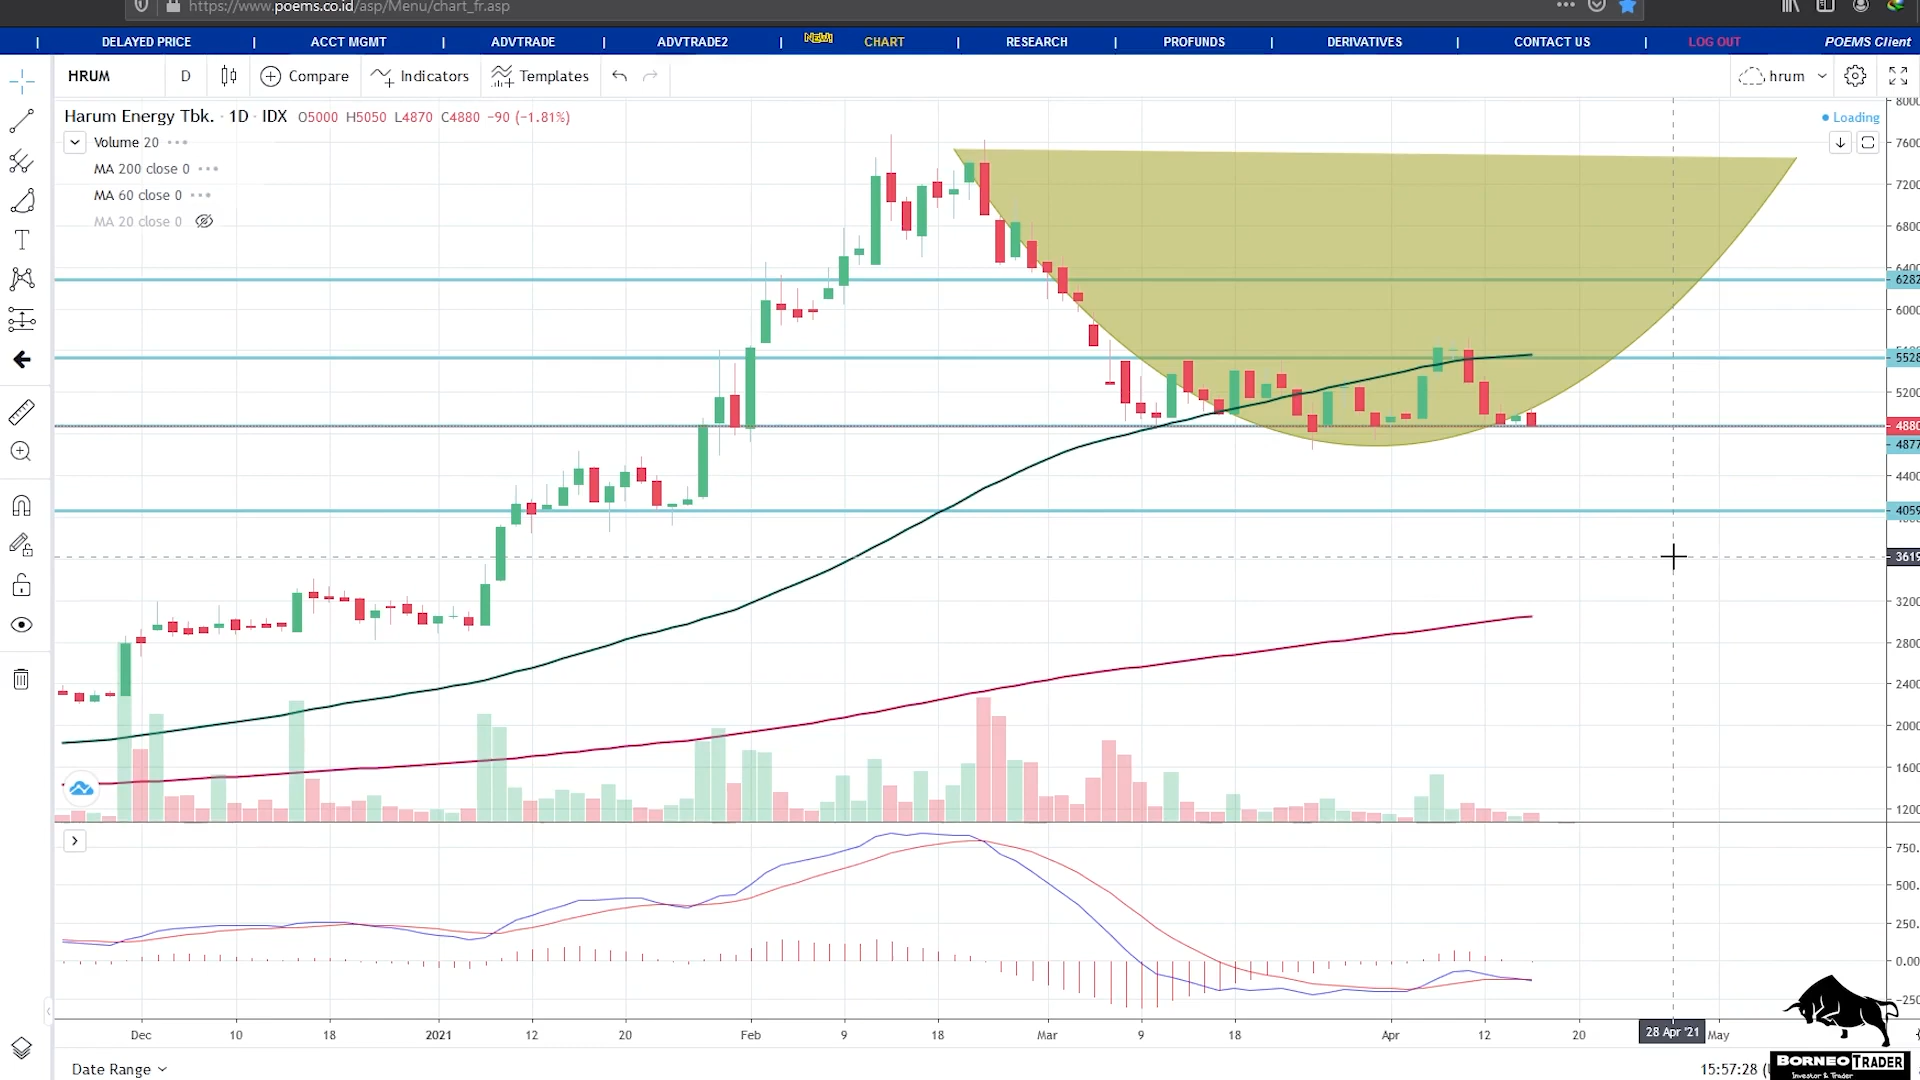 https://www.poems.co.id/asp/Menu/chart_fr.asp
DELAYED PRICE | ACCT MGMT | ADVTRADE | ADVTRADE2 | NEW! CHART | RESEARCH | PROFUNDS | DERIVATIVES | CONTACT US | LOG OUT POEMS Client
HRUM D Compare Indicators Templates hrum
Harum Energy Tbk. · 1D · IDX O5000 H5050 L4870 C4880 −90 (−1.81%)
Loading
Volume 20
MA 200 close 0
MA 60 close 0
MA 20 close 0
8000
7600
7200
6800
6400
6282
6000
5528
5200
4880
4877
4400
4059
3619
3200
2800
2400
2000
1600
1200
750.
500.
250.
0.00
−250
Dec 10 18 2021 12 20 Feb 9 18 Mar 9 18 Apr 12 20 28 Apr '21 May
Date Range
15:57:28
BORNEO TRADER
Investor & Trader